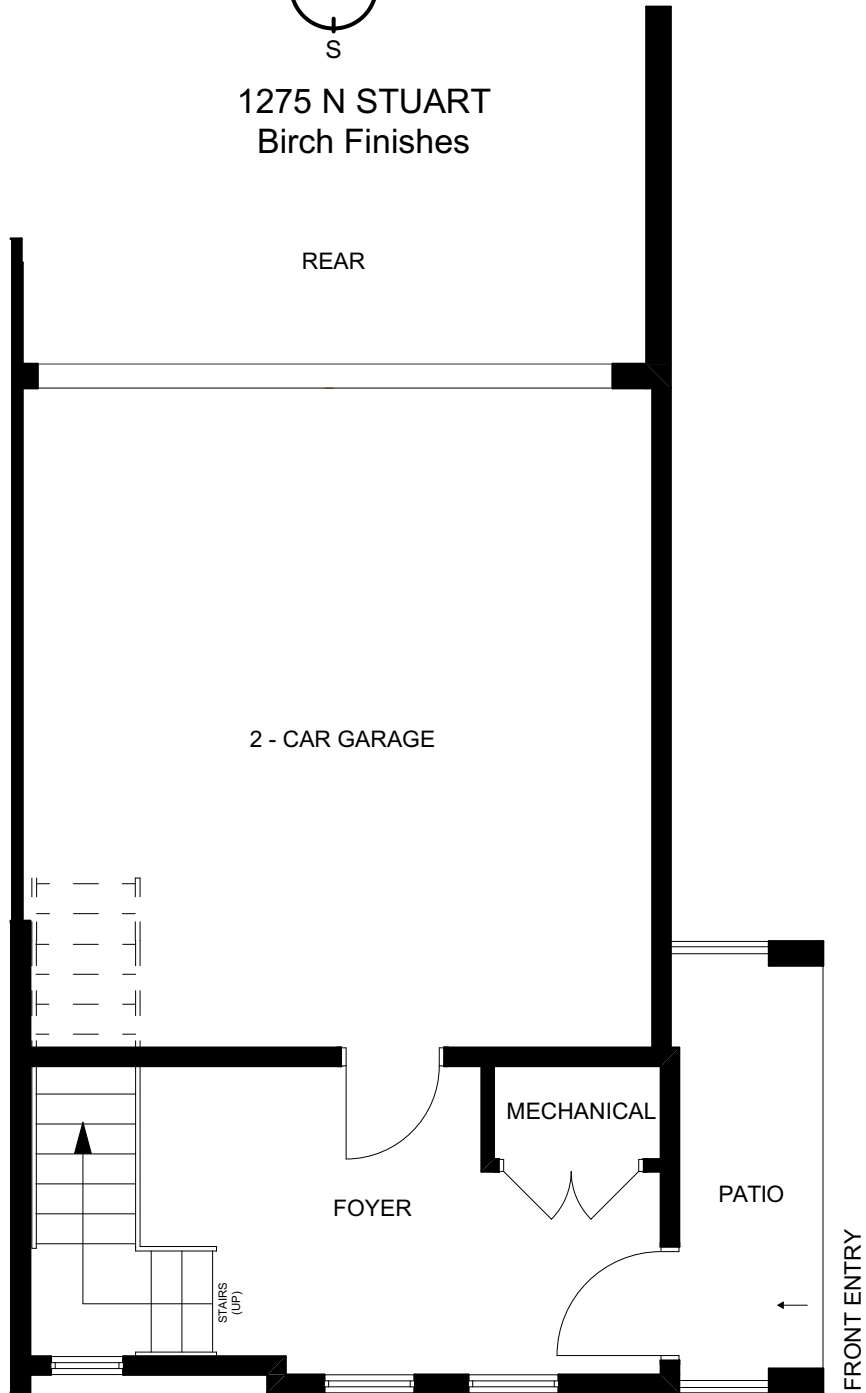 S
1275 N STUART
Birch Finishes
REAR
2 - CAR GARAGE
MECHANICAL
FOYER
PATIO
STAIRS
(UP)
FRONT ENTRY